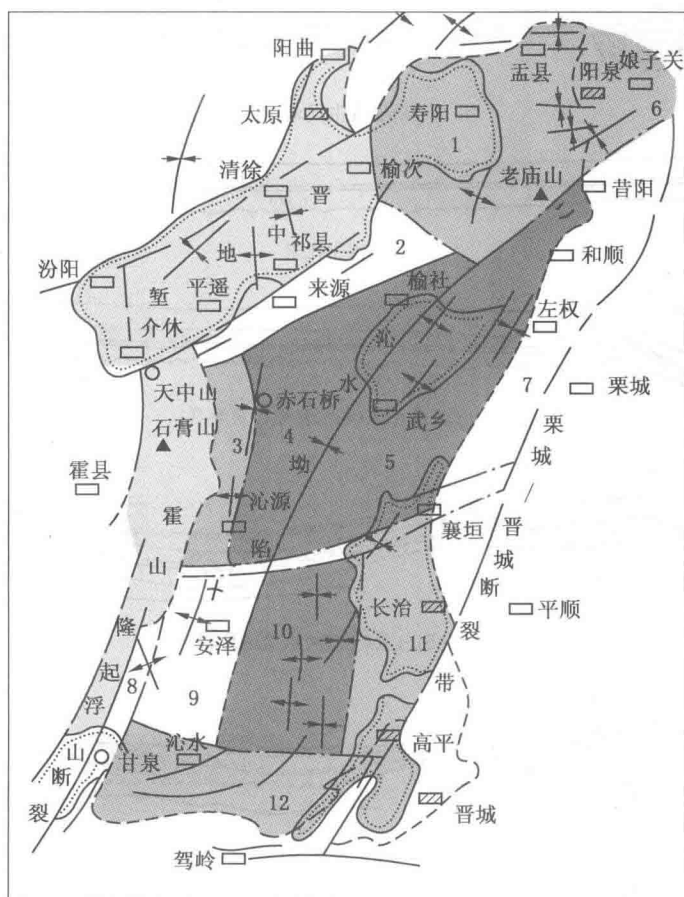 阳曲
盂县
阳泉
娘子关
6
太原
寿阳
1
清徐
榆次
老庙山
昔阳
晋中地堑
祁县
2
和顺
汾阳
平遥
来源
榆社
左权
介休
沁水坳陷
天中山
赤石桥
武乡
7
栗城
石膏山
3
4
5
霍县
沁源
襄垣
栗城晋城断裂带
霍山隆起
长治
平顺
安泽
10
11
8
9
浮山断裂
甘泉
沁水
高平
12
晋城
驾岭